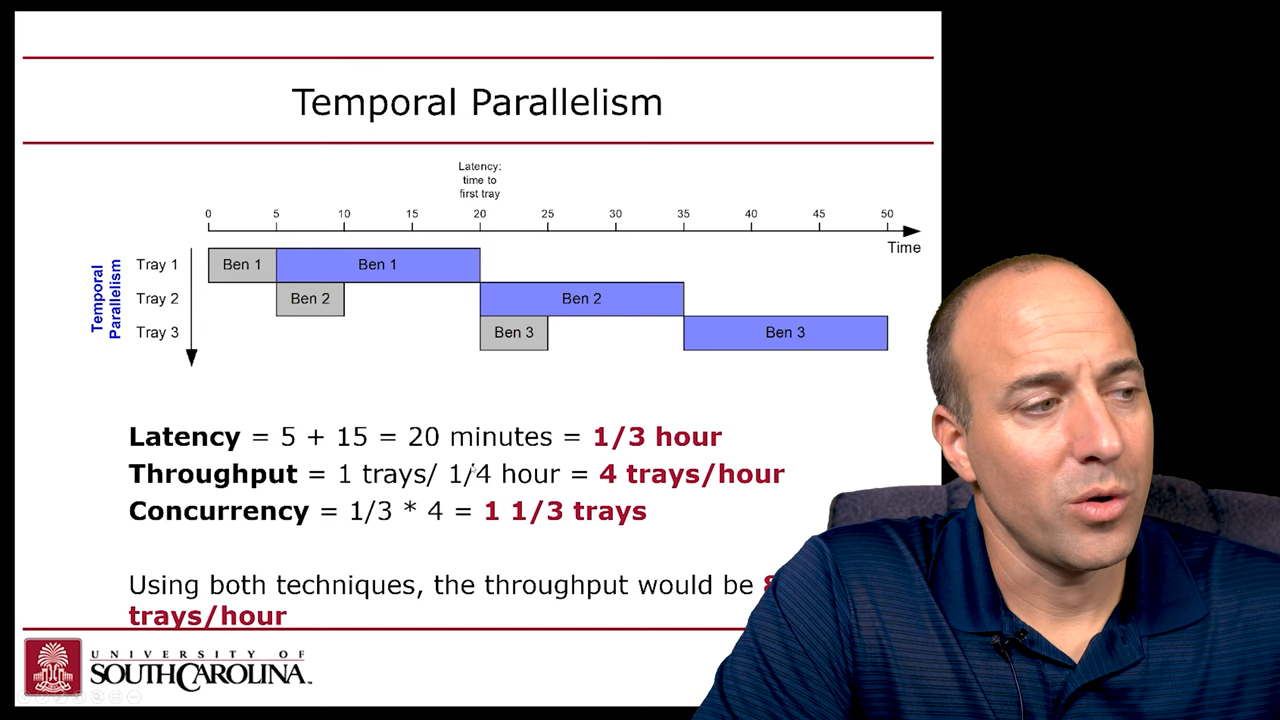 Temporal Parallelism
Latency:
time to
first tray
0 5 10 15 20 25 30 35 40 45 50
Time
Temporal
Parallelism
Tray 1 Ben 1 Ben 1
Tray 2 Ben 2 Ben 2
Tray 3 Ben 3 Ben 3
Latency = 5 + 15 = 20 minutes = 1/3 hour
Throughput = 1 trays/ 1/4 hour = 4 trays/hour
Concurrency = 1/3 * 4 = 1 1/3 trays
Using both techniques, the throughput would be
trays/hour
UNIVERSITY OF
SOUTH CAROLINA